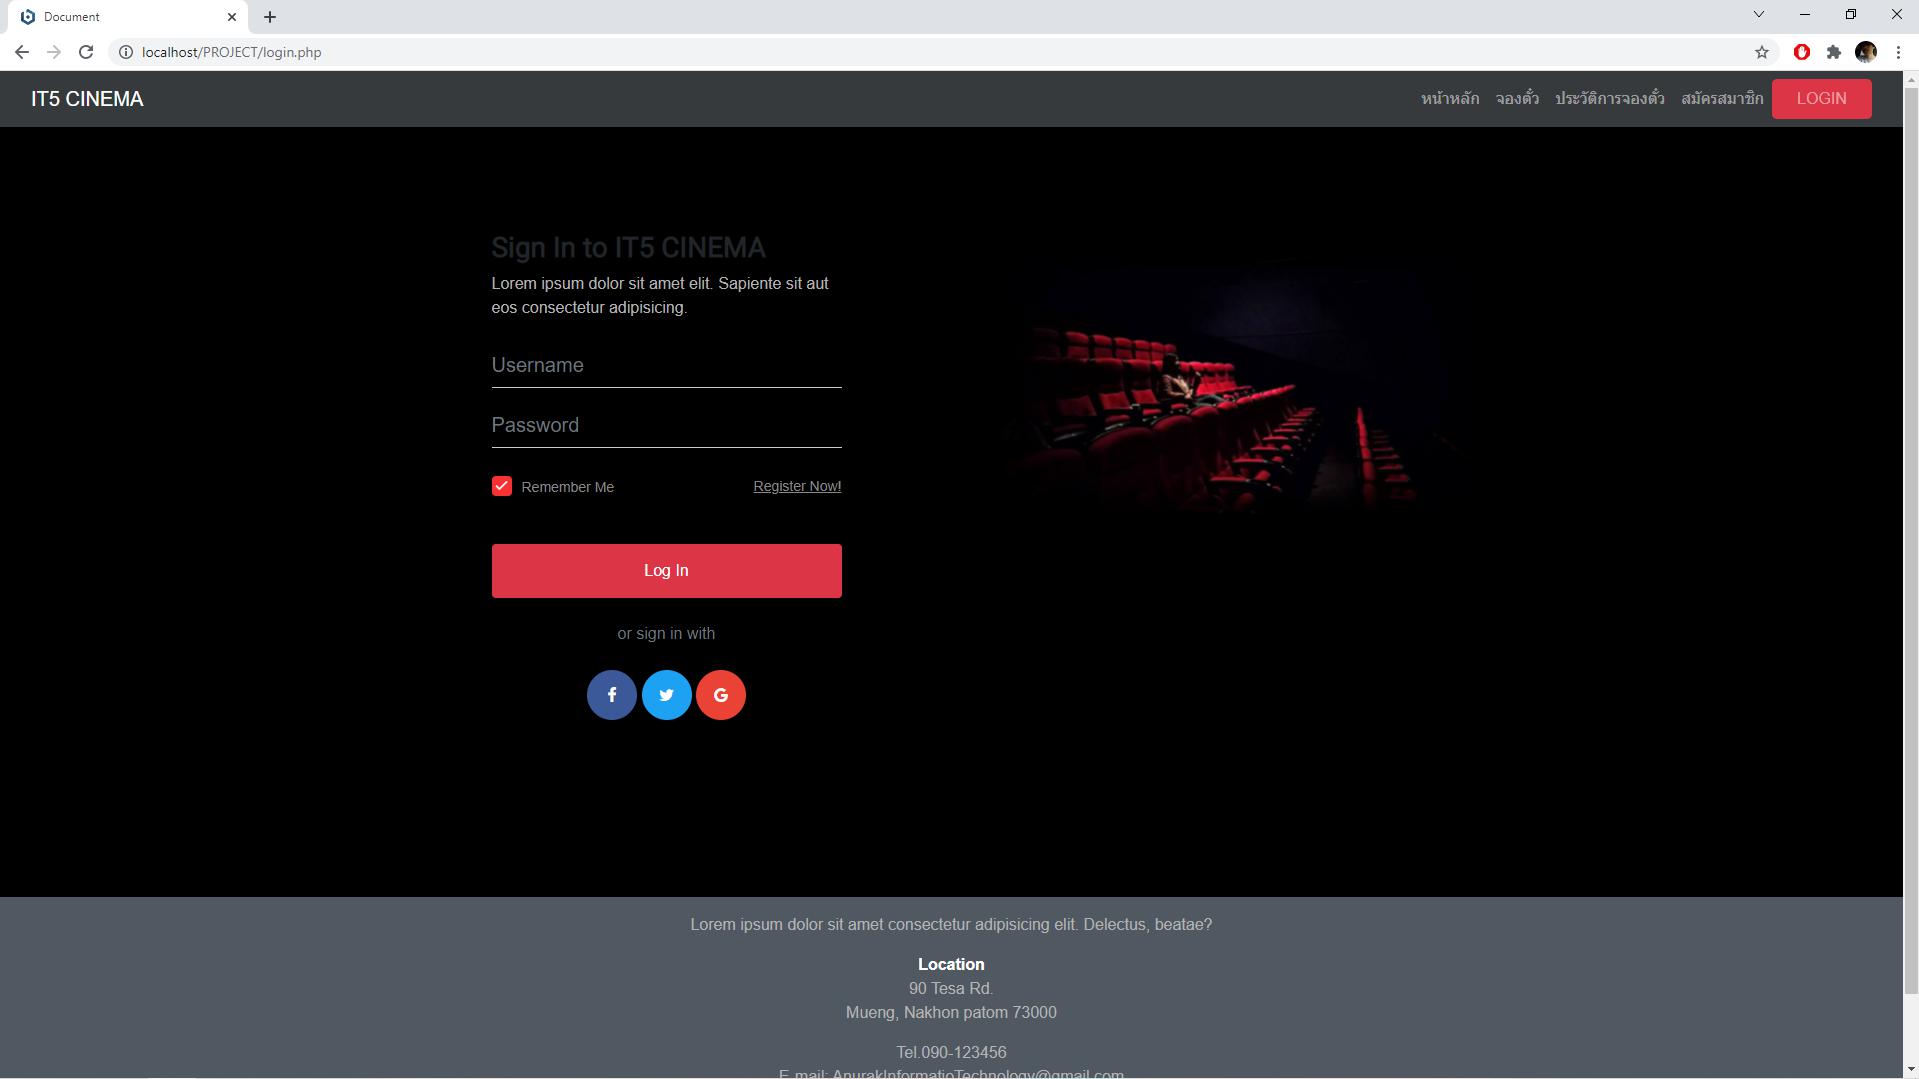 Document
localhost/PROJECT/login.php
IT5 CINEMA
หน้าหลัก จองตั๋ว ประวัติการจองตั๋ว สมัครสมาชิก LOGIN
Sign In to IT5 CINEMA
Lorem ipsum dolor sit amet elit. Sapiente sit aut
eos consectetur adipisicing.
Username
Password
Remember Me Register Now!
Log In
or sign in with
Lorem ipsum dolor sit amet consectetur adipisicing elit. Delectus, beatae?
Location
90 Tesa Rd.
Mueng, Nakhon patom 73000
Tel.090-123456
E.mail: AnurakInformatioTechnology@gmail.com